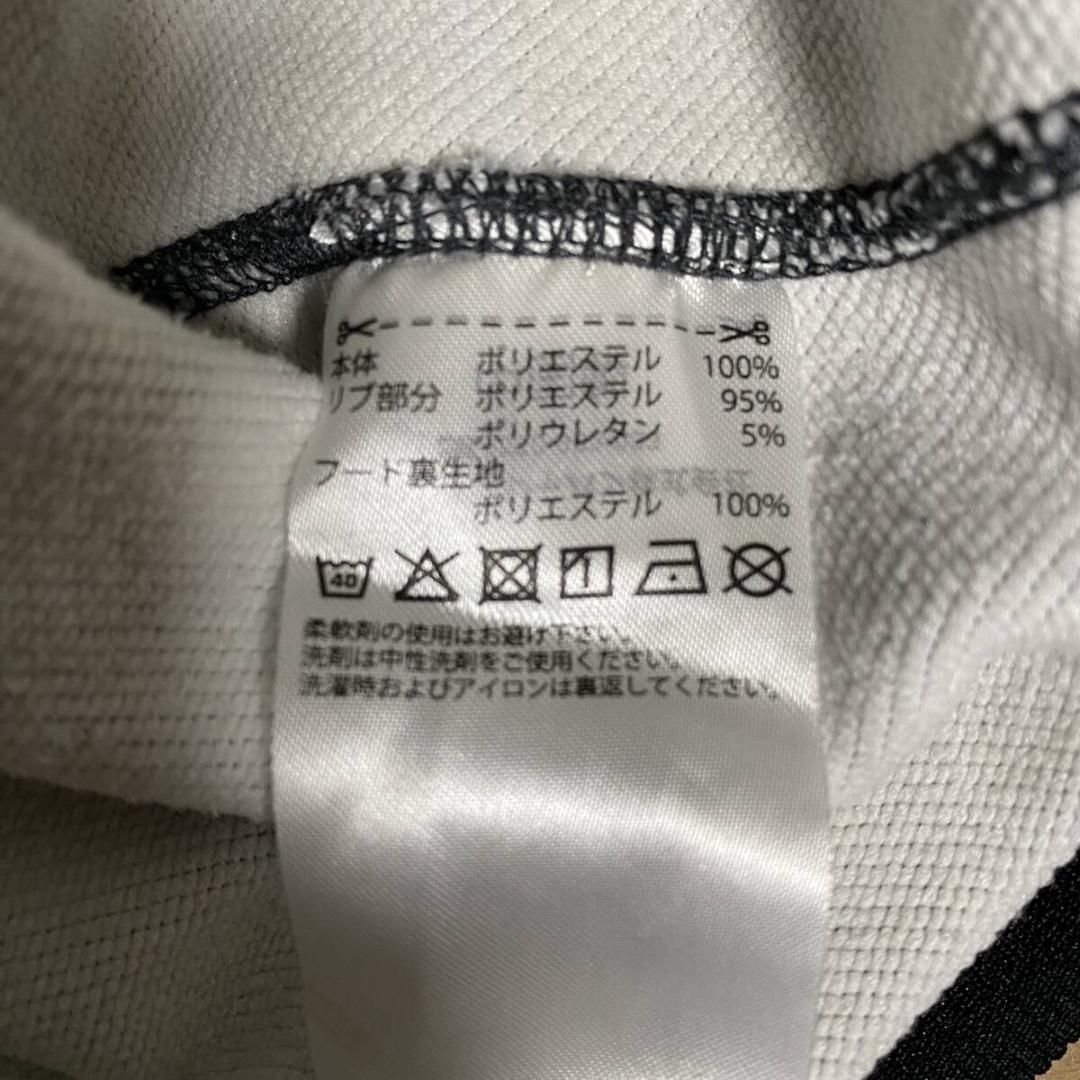 本体 ポリエステル 100%
リブ部分 ポリエステル 95%
ポリウレタン 5%
フード裏生地
ポリエステル 100%
40 1
柔軟剤の使用はお避け下さい。
洗剤は中性洗剤をご使用ください。
洗濯時およびアイロンは裏返してください。